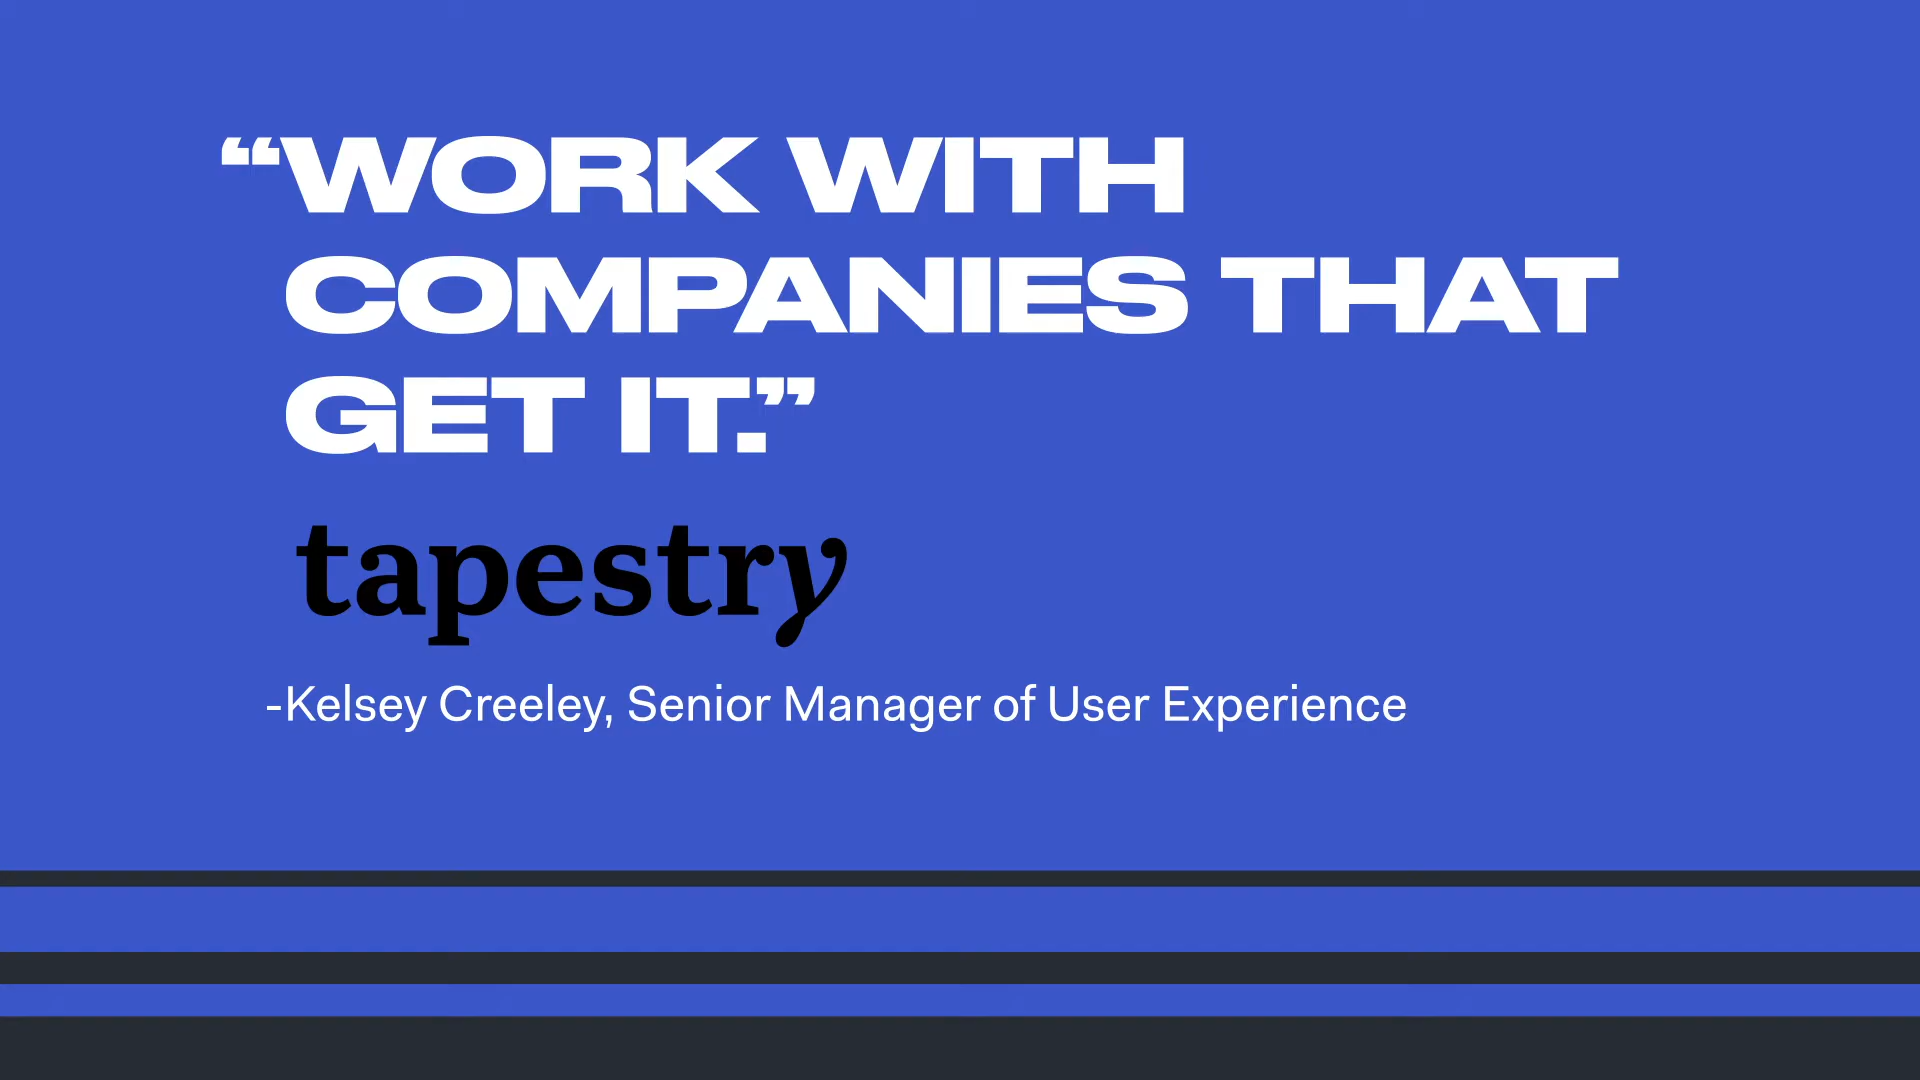 “WORK WITH
COMPANIES THAT
GET IT.”
tapestry
-Kelsey Creeley, Senior Manager of User Experience